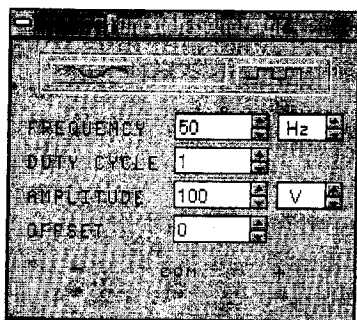 FREQUENCY 50 Hz
DUTY CYCLE 1
AMPLITUDE 100 V
OFFSET 0
- COM +